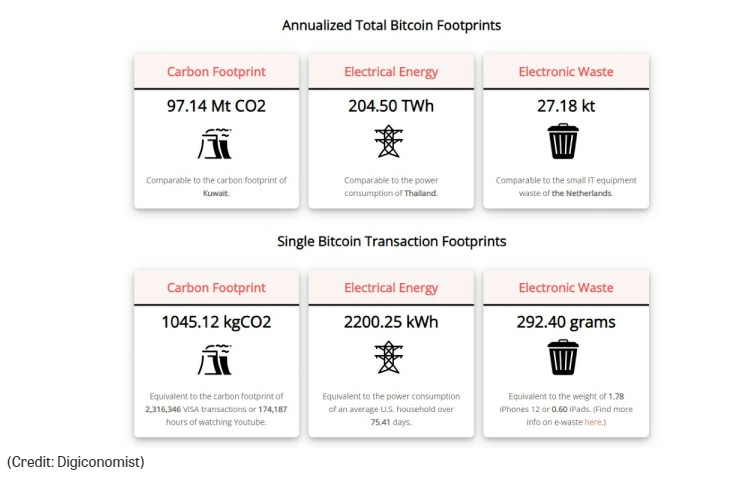 Annualized Total Bitcoin Footprints
Carbon Footprint
97.14 Mt CO2
Comparable to the carbon footprint of
Kuwait.
Electrical Energy
204.50 TWh
Comparable to the power
consumption of Thailand.
Electronic Waste
27.18 kt
Comparable to the small IT equipment
waste of the Netherlands.
Single Bitcoin Transaction Footprints
Carbon Footprint
1045.12 kgCO2
Equivalent to the carbon footprint of
2,316,346 VISA transactions or 174,187
hours of watching Youtube.
Electrical Energy
2200.25 kWh
Equivalent to the power consumption
of an average U.S. household over
75.41 days.
Electronic Waste
292.40 grams
Equivalent to the weight of 1.78
iPhones 12 or 0.60 iPads. (Find more
info on e-waste here.)
(Credit: Digiconomist)